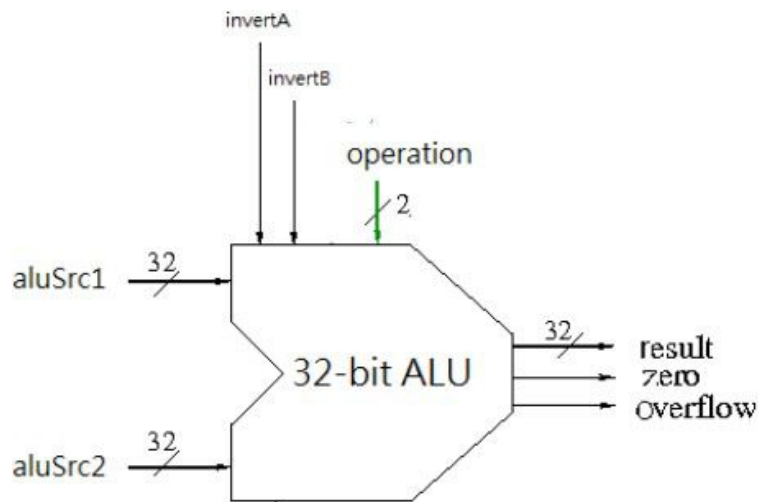 invertA
invertB
operation
2
32
aluSrc1
32
result
32-bit ALU
zero
overflow
32
aluSrc2